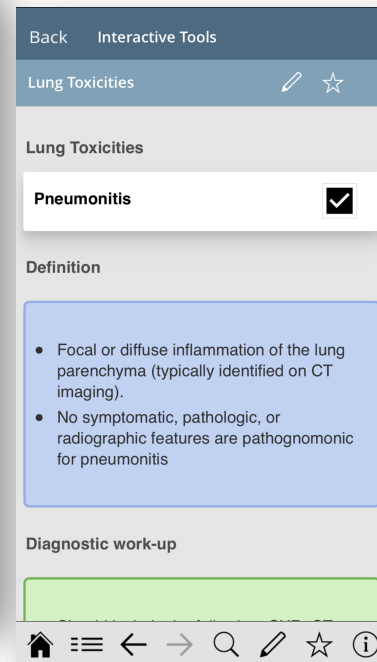 Back Interactive Tools
Lung Toxicities
Lung Toxicities
Pneumonitis
Definition
• Focal or diffuse inflammation of the lung
parenchyma (typically identified on CT
imaging).
• No symptomatic, pathologic, or
radiographic features are pathognomonic
for pneumonitis
Diagnostic work-up